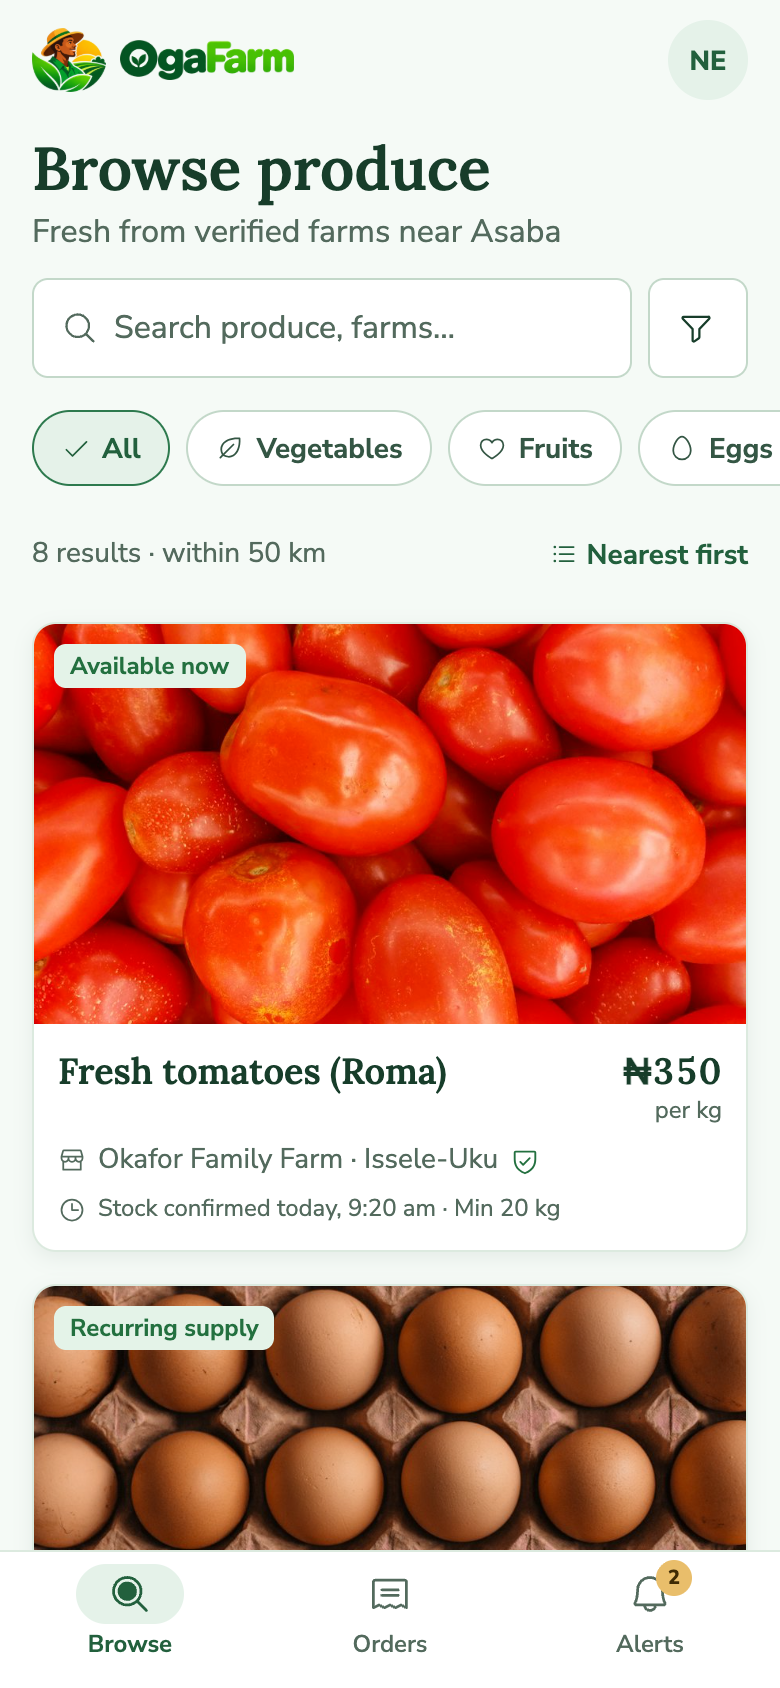 OgaFarm
NE
Browse produce
Fresh from verified farms near Asaba
Search produce, farms...
All
Vegetables
Fruits
Eggs
8 results · within 50 km
Nearest first
Available now
Fresh tomatoes (Roma)
₦350
per kg
Okafor Family Farm · Issele-Uku
Stock confirmed today, 9:20 am · Min 20 kg
Recurring supply
2
Browse
Orders
Alerts